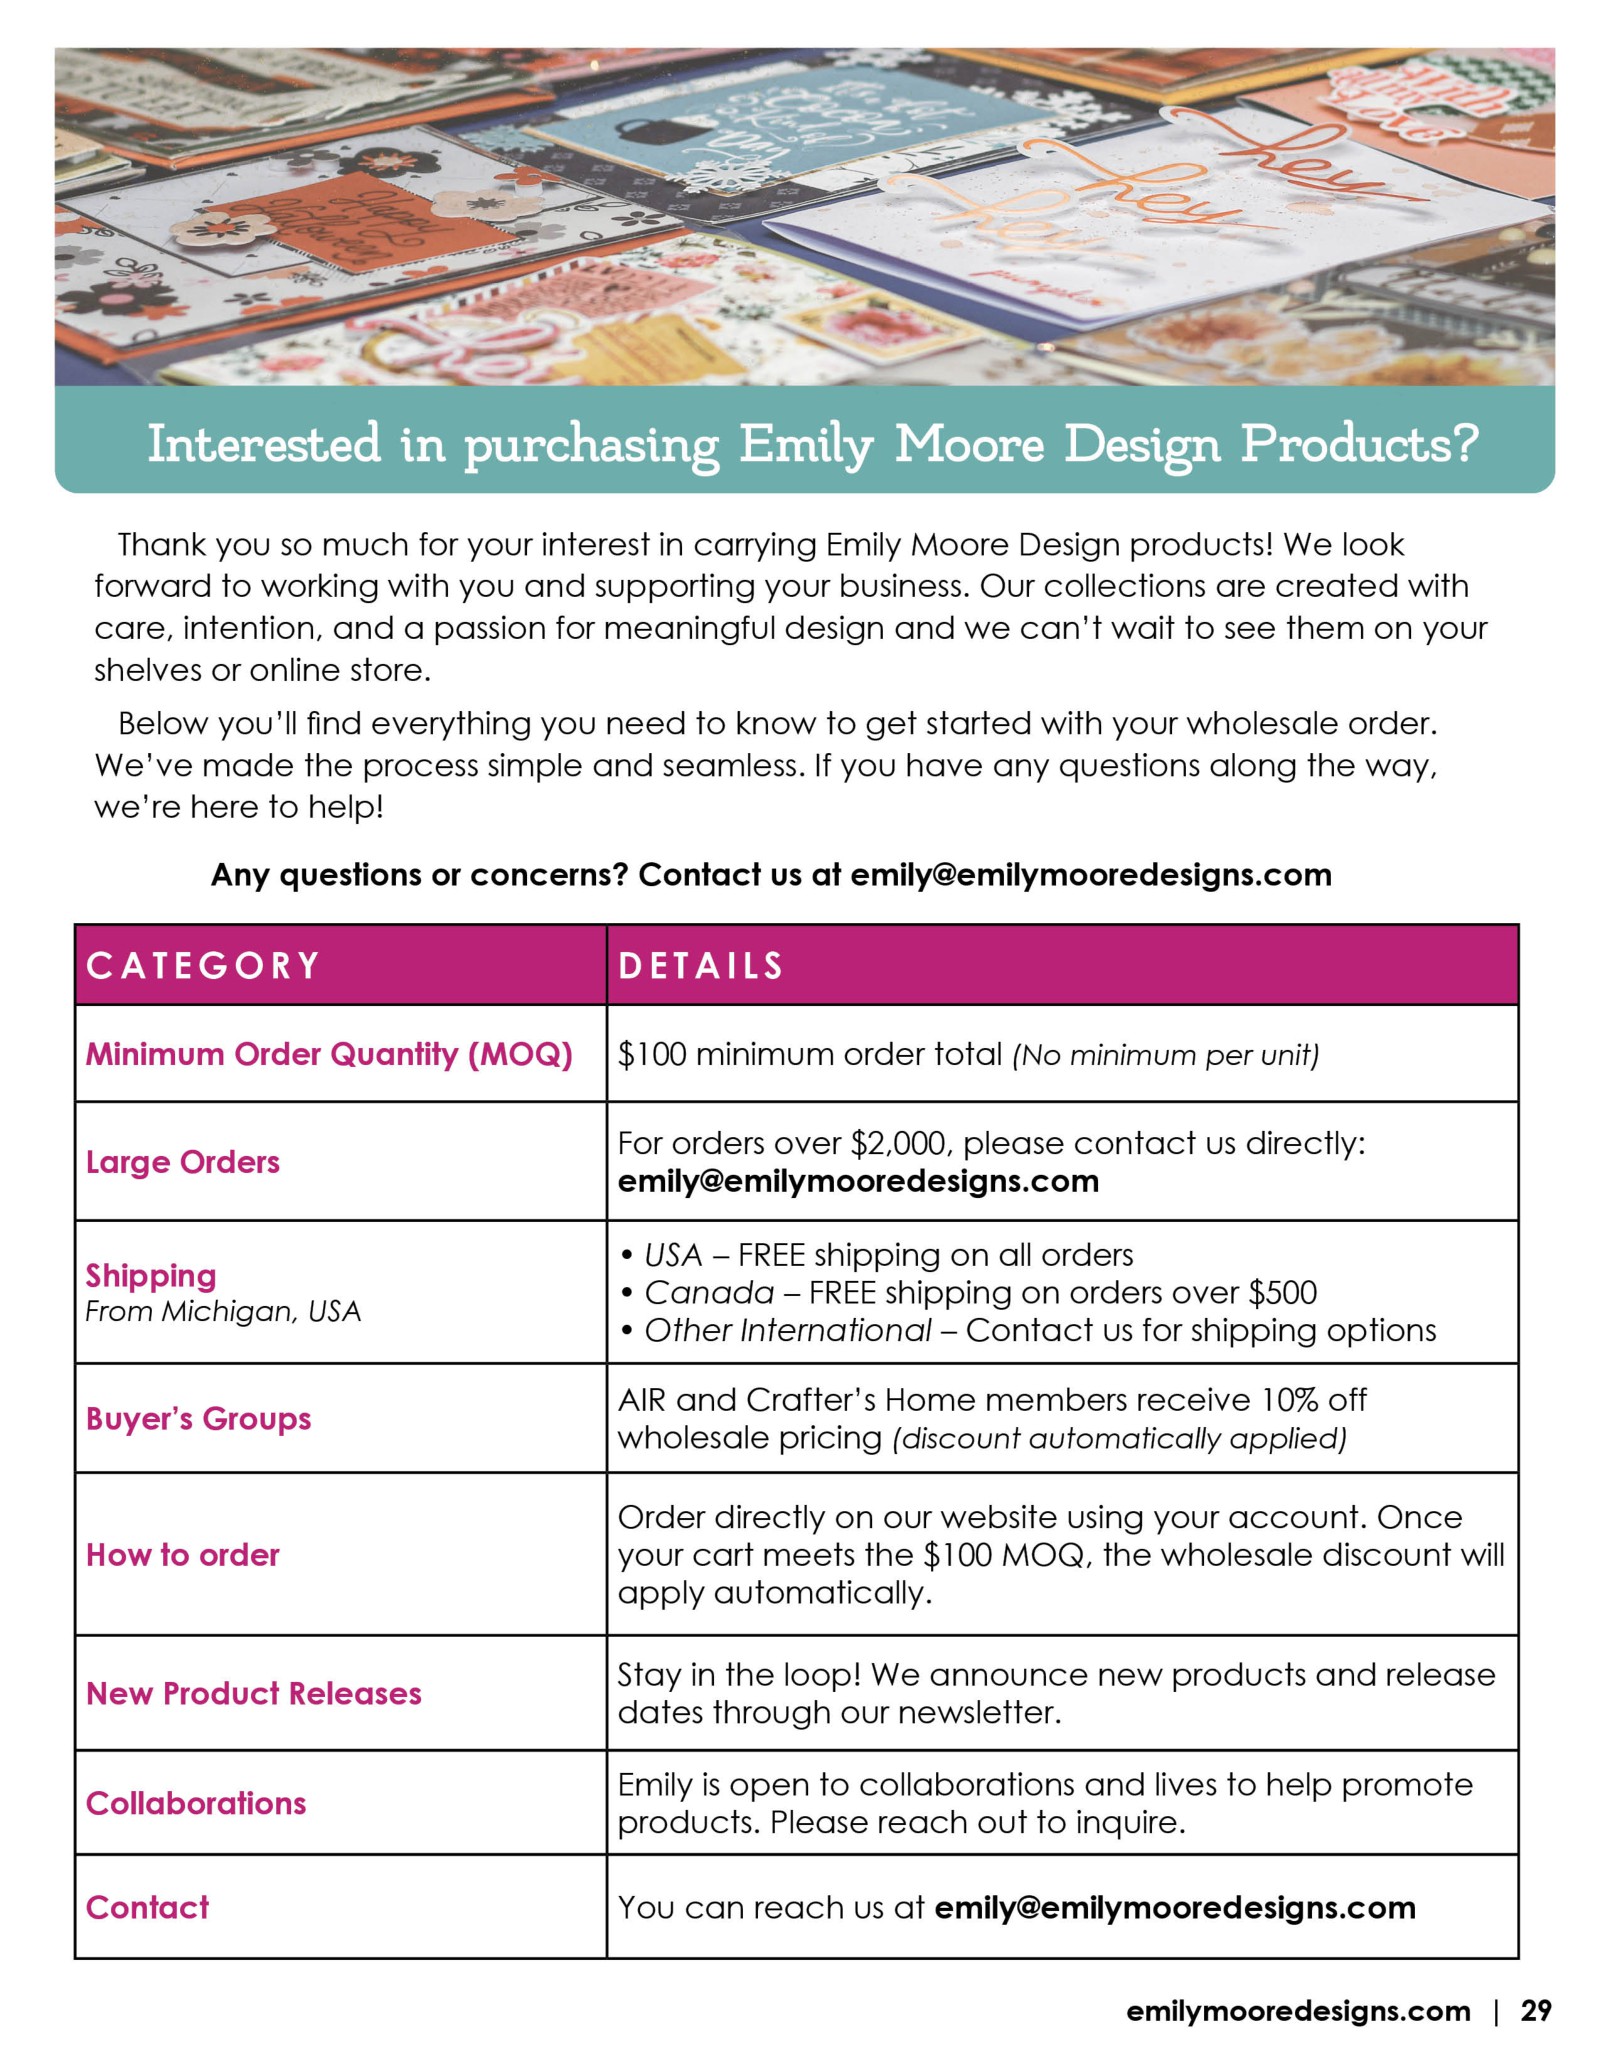 Happy
Halloween
hey
hey
hey
pumpkin
With
Love
Interested in purchasing Emily Moore Design Products?
Thank you so much for your interest in carrying Emily Moore Design products! We look
forward to working with you and supporting your business. Our collections are created with
care, intention, and a passion for meaningful design and we can’t wait to see them on your
shelves or online store.
Below you’ll find everything you need to know to get started with your wholesale order.
We’ve made the process simple and seamless. If you have any questions along the way,
we’re here to help!
Any questions or concerns? Contact us at emily@emilymooredesigns.com
CATEGORY DETAILS
Minimum Order Quantity (MOQ) $100 minimum order total (No minimum per unit)
Large Orders
For orders over $2,000, please contact us directly:
emily@emilymooredesigns.com
Shipping
From Michigan, USA
• USA – FREE shipping on all orders
• Canada – FREE shipping on orders over $500
• Other International – Contact us for shipping options
Buyer’s Groups
AIR and Crafter’s Home members receive 10% off
wholesale pricing (discount automatically applied)
How to order
Order directly on our website using your account. Once
your cart meets the $100 MOQ, the wholesale discount will
apply automatically.
New Product Releases
Stay in the loop! We announce new products and release
dates through our newsletter.
Collaborations
Emily is open to collaborations and lives to help promote
products. Please reach out to inquire.
Contact You can reach us at emily@emilymooredesigns.com
emilymooredesigns.com | 29